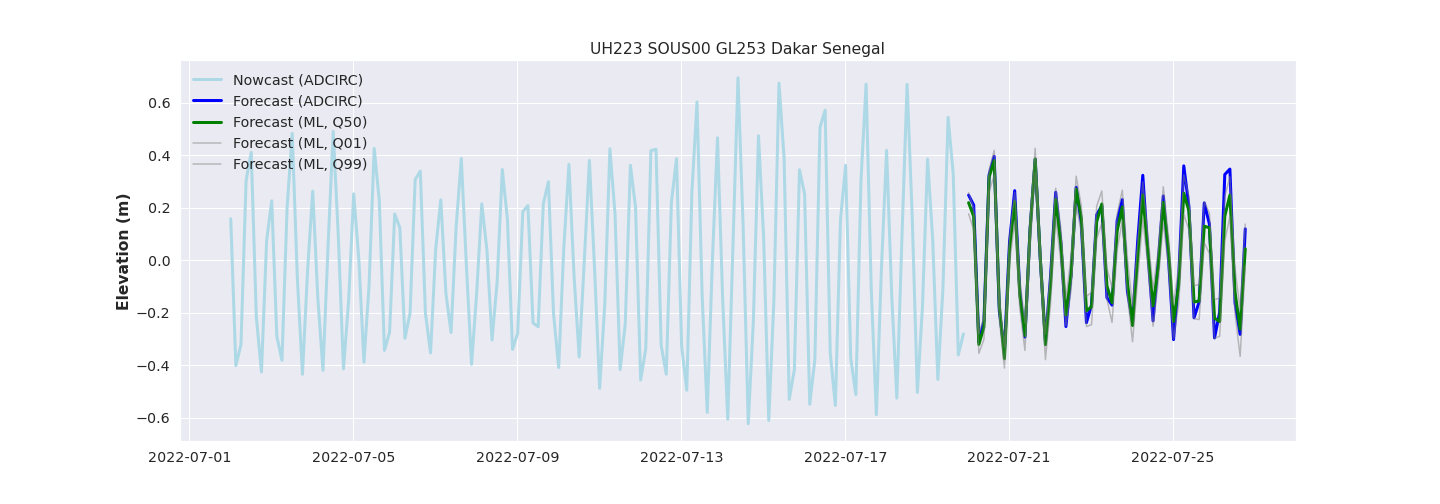 UH223 SOUS00 GL253 Dakar Senegal
Nowcast (ADCIRC)
Forecast (ADCIRC)
Forecast (ML, Q50)
Forecast (ML, Q01)
Forecast (ML, Q99)
Elevation (m)
0.6
0.4
0.2
0.0
−0.2
−0.4
−0.6
2022-07-01 2022-07-05 2022-07-09 2022-07-13 2022-07-17 2022-07-21 2022-07-25